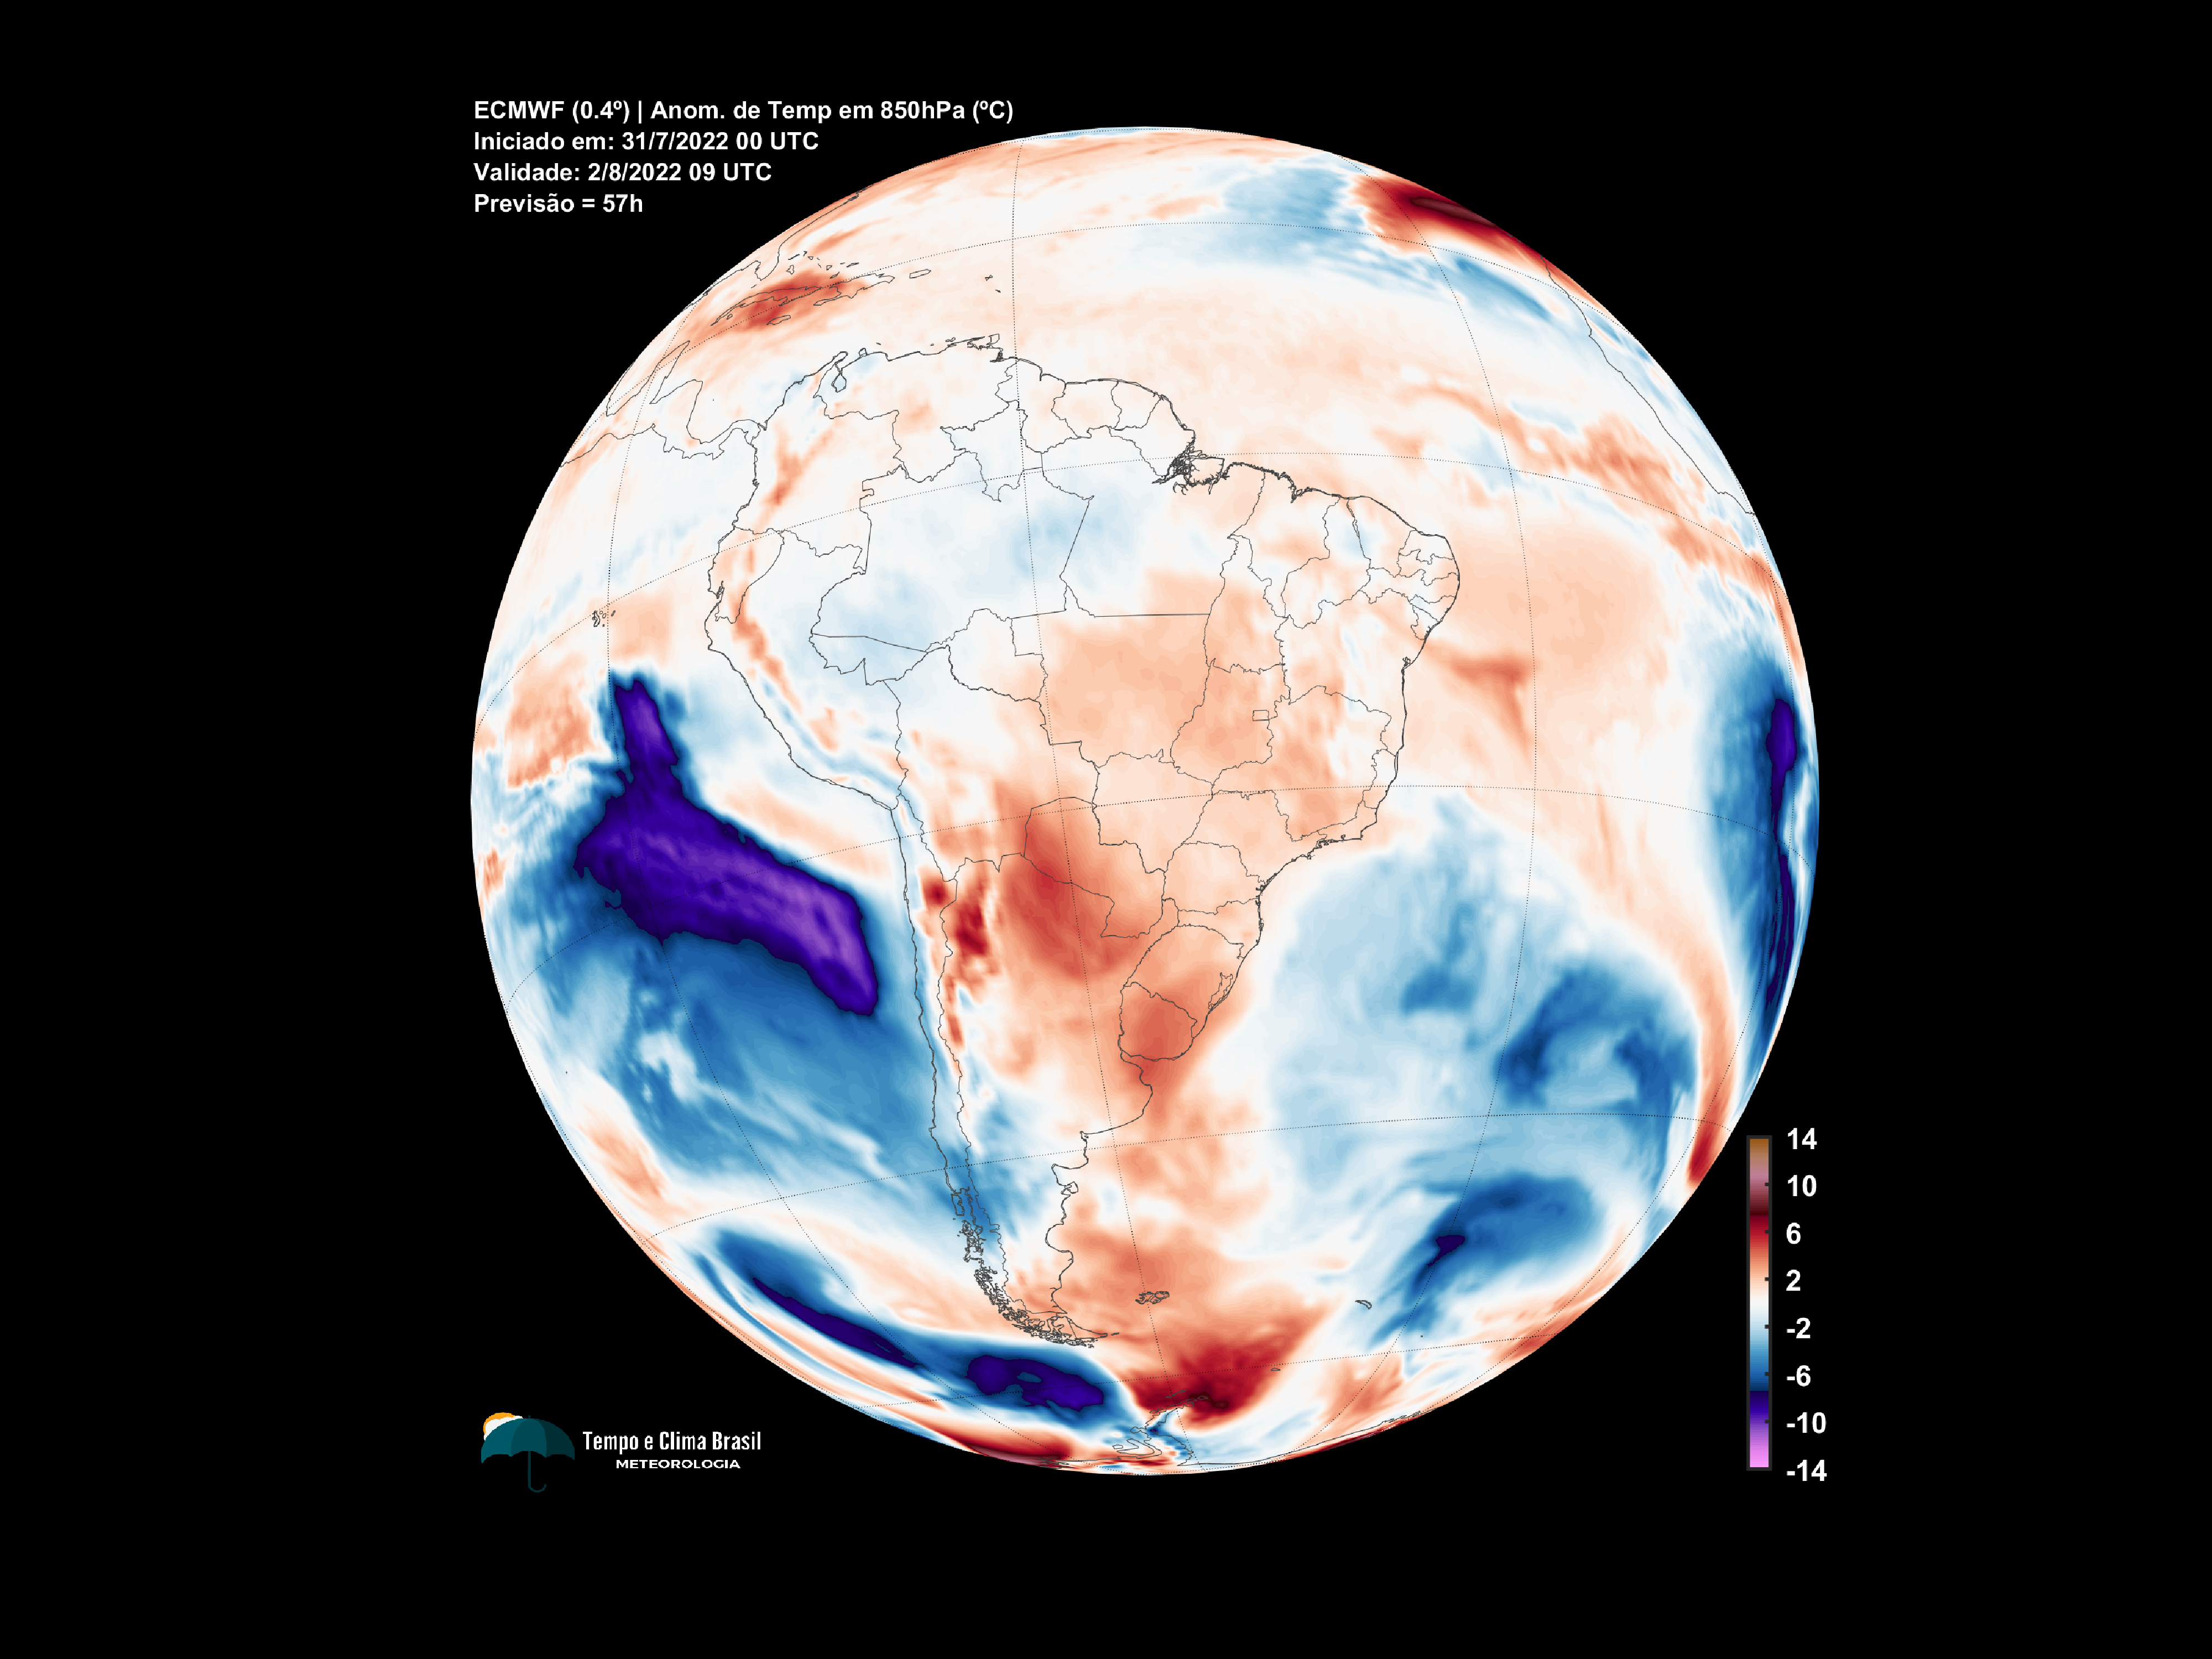 ECMWF (0.4º) | Anom. de Temp em 850hPa (ºC)
Iniciado em: 31/7/2022 00 UTC
Validade: 2/8/2022 09 UTC
Previsão = 57h
14
10
6
2
-2
-6
-10
-14
Tempo e Clima Brasil
METEOROLOGIA